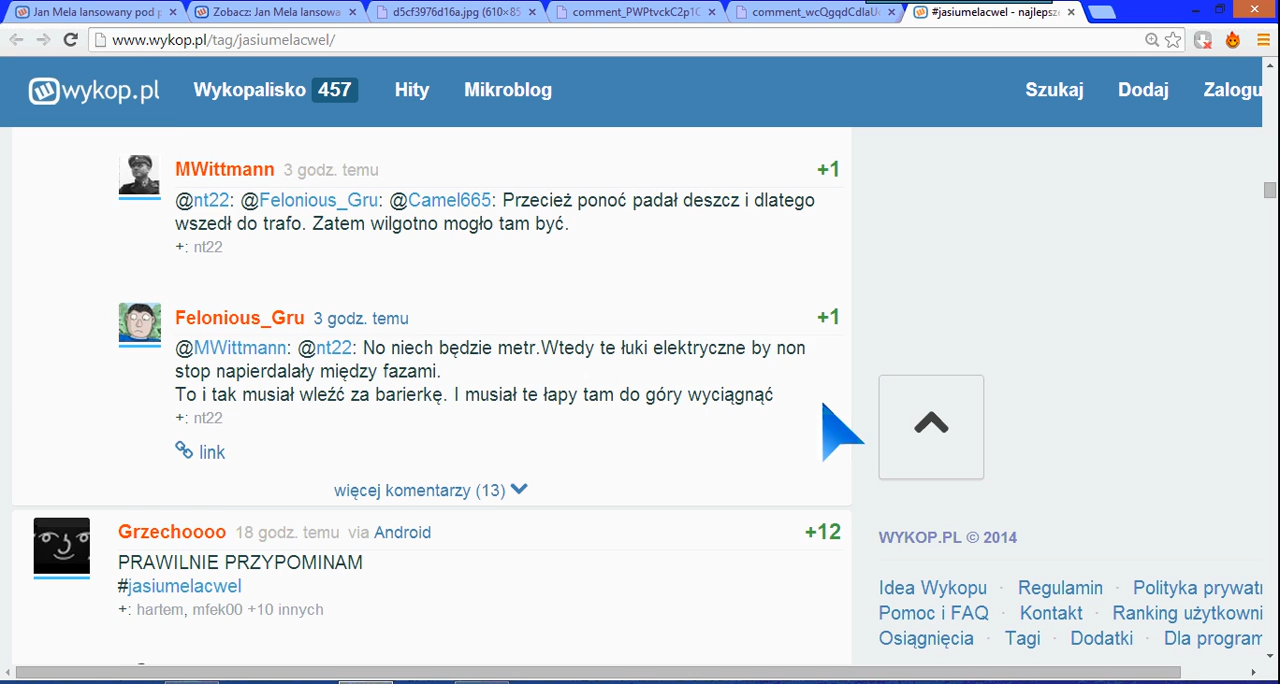 Jan Mela lansowany pod p
Zobacz: Jan Mela lansowa
d5cf3976d16a.jpg (610×85
comment_PWPtvckC2p1C
comment_wcQgqdCdlaU
#jasiumelacwel - najlepsze
www.wykop.pl/tag/jasiumelacwel/
wykop.pl
Wykopalisko 457
Hity
Mikroblog
Szukaj
Dodaj
Zalogu
MWittmann 3 godz. temu +1
@nt22: @Felonious_Gru: @Camel665: Przecież ponoć padał deszcz i dlatego
wszedł do trafo. Zatem wilgotno mogło tam być.
+: nt22
Felonious_Gru 3 godz. temu +1
@MWittmann: @nt22: No niech będzie metr.Wtedy te łuki elektryczne by non
stop napierdalały między fazami.
To i tak musiał wleźć za barierkę. I musiał te łapy tam do góry wyciągnąć
+: nt22
link
więcej komentarzy (13)
Grzechoooo 18 godz. temu via Android +12
PRAWILNIE PRZYPOMINAM
#jasiumelacwel
+: hartem, mfek00 +10 innych
WYKOP.PL © 2014
Idea Wykopu · Regulamin · Polityka prywati
Pomoc i FAQ · Kontakt · Ranking użytkowni
Osiągnięcia · Tagi · Dodatki · Dla program